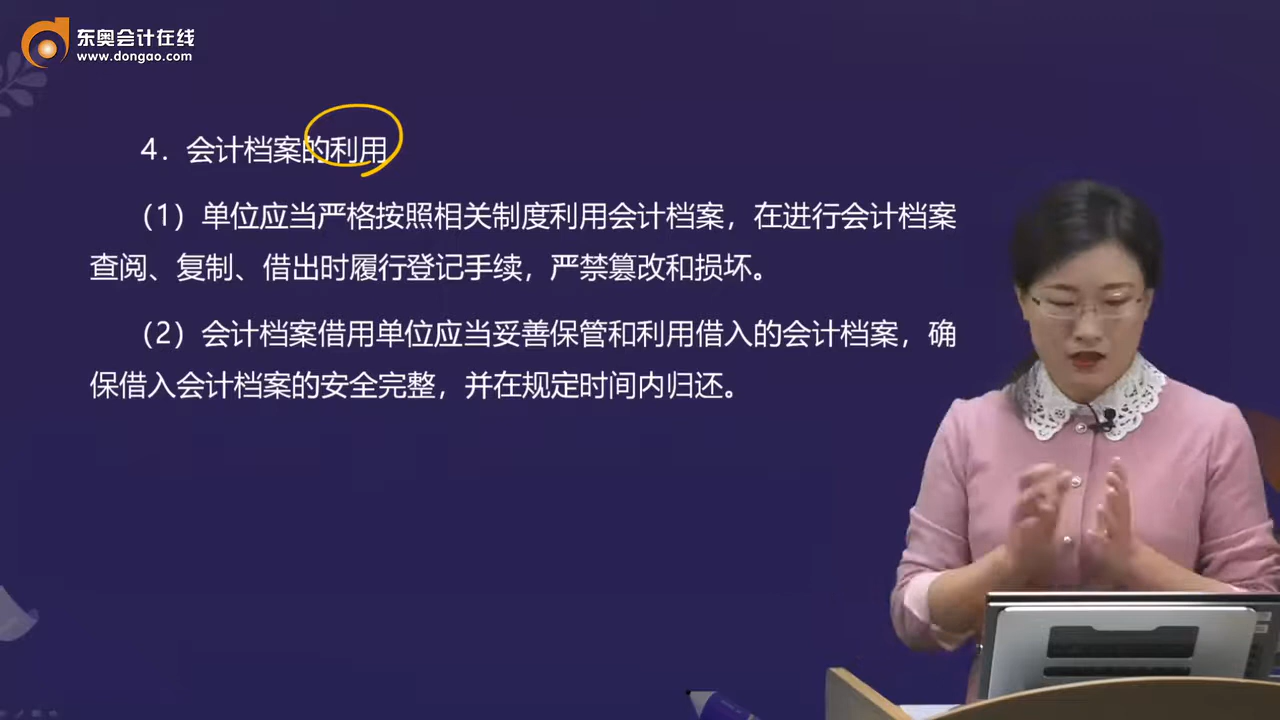 东奥会计在线
www.dongao.com
4．会计档案的利用
（1）单位应当严格按照相关制度利用会计档案，在进行会计档案
查阅、复制、借出时履行登记手续，严禁篡改和损坏。
（2）会计档案借用单位应当妥善保管和利用借入的会计档案，确
保借入会计档案的安全完整，并在规定时间内归还。